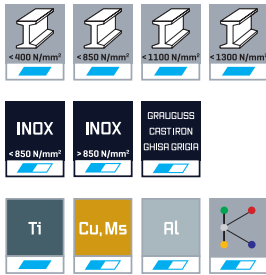 <400 N/mm²
<850 N/mm²
<1100 N/mm²
<1300 N/mm²
INOX
<850 N/mm²
INOX
>850 N/mm²
GRAUGUSS
CAST IRON
GHISA GRIGIA
Ti
Cu, Ms
Al